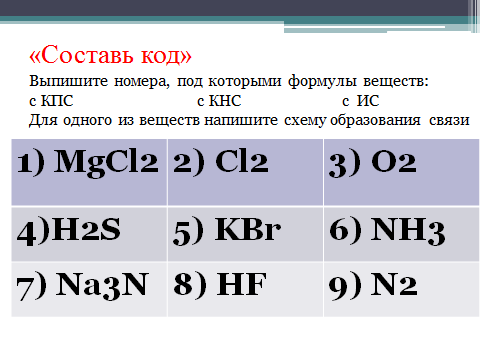 «Составь код»
Выпишите номера, под которыми формулы веществ:
с КПС с КНС с ИС
Для одного из веществ напишите схему образования связи
1) MgCl2 2) Cl2 3) O2
4)H2S 5) KBr 6) NH3
7) Na3N 8) HF 9) N2